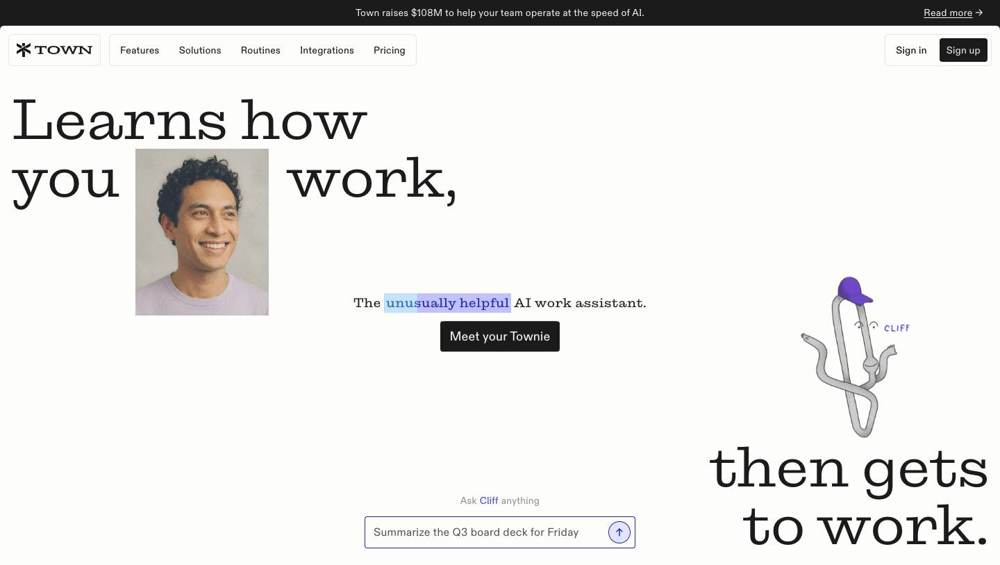 Town raises $108M to help your team operate at the speed of AI.
Read more →
TOWN
Features
Solutions
Routines
Integrations
Pricing
Sign in
Sign up
Learns how
you work,
The unusually helpful AI work assistant.
Meet your Townie
CLIFF
then gets
to work.
Ask Cliff anything
Summarize the Q3 board deck for Friday